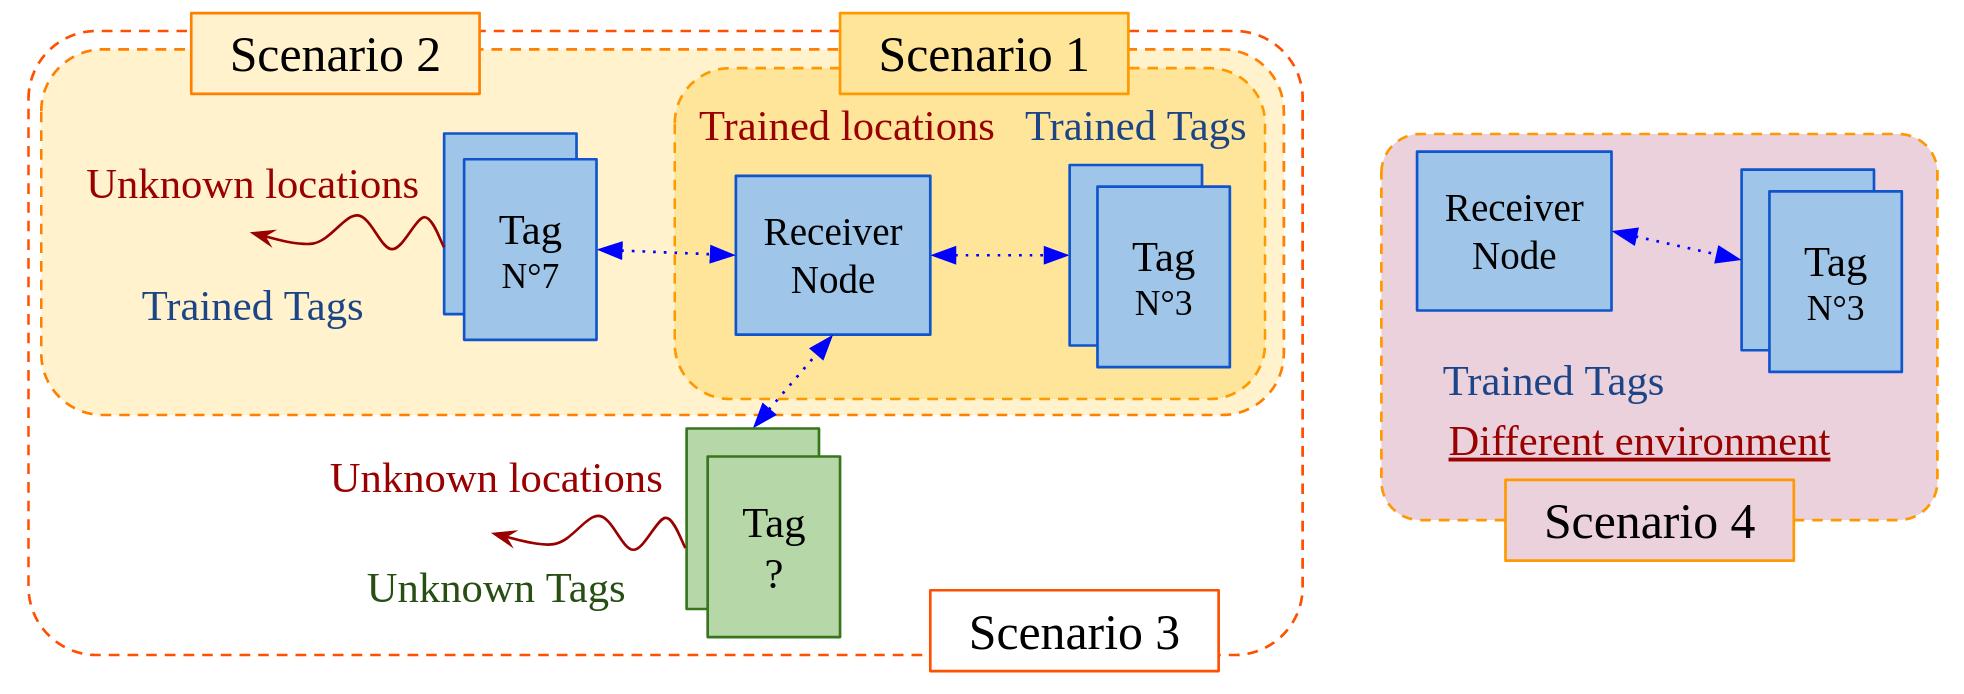 Scenario 2
Scenario 1
Trained locations
Trained Tags
Unknown locations
Trained Tags
Tag
N°7
Receiver
Node
Tag
N°3
Unknown locations
Unknown Tags
Tag
?
Scenario 3
Receiver
Node
Tag
N°3
Trained Tags
Different environment
Scenario 4